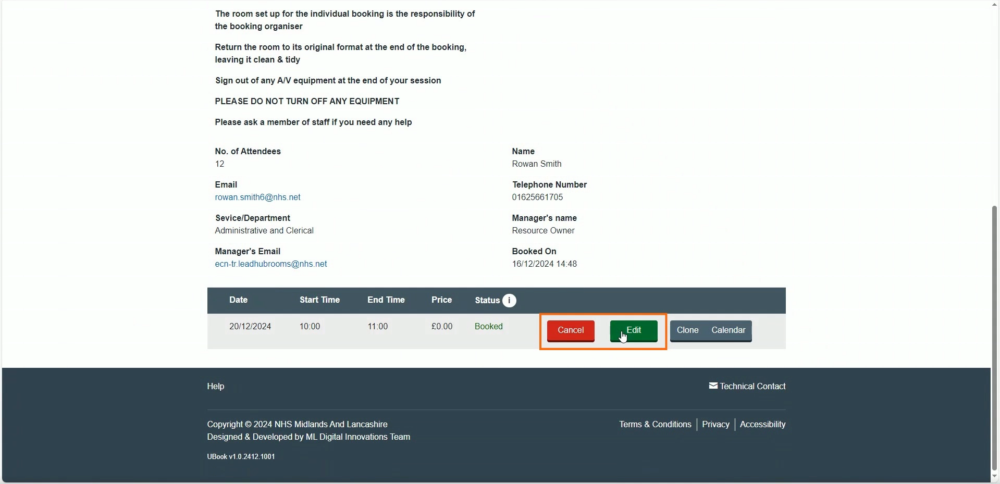 The room set up for the individual booking is the responsibility of
the booking organiser
Return the room to its original format at the end of the booking,
leaving it clean & tidy
Sign out of any A/V equipment at the end of your session
PLEASE DO NOT TURN OFF ANY EQUIPMENT
Please ask a member of staff if you need any help
No. of Attendees
12
Name
Rowan Smith
Email
rowan.smith6@nhs.net
Telephone Number
01625661705
Sevice/Department
Administrative and Clerical
Manager's name
Resource Owner
Manager's Email
ecn-tr.leadhubrooms@nhs.net
Booked On
16/12/2024 14:48
Date Start Time End Time Price Status i
20/12/2024 10:00 11:00 £0.00 Booked Cancel Edit Clone Calendar
Help Technical Contact
Copyright © 2024 NHS Midlands And Lancashire
Designed & Developed by ML Digital Innovations Team
Terms & Conditions Privacy Accessibility
UBook v1.0.2412.1001